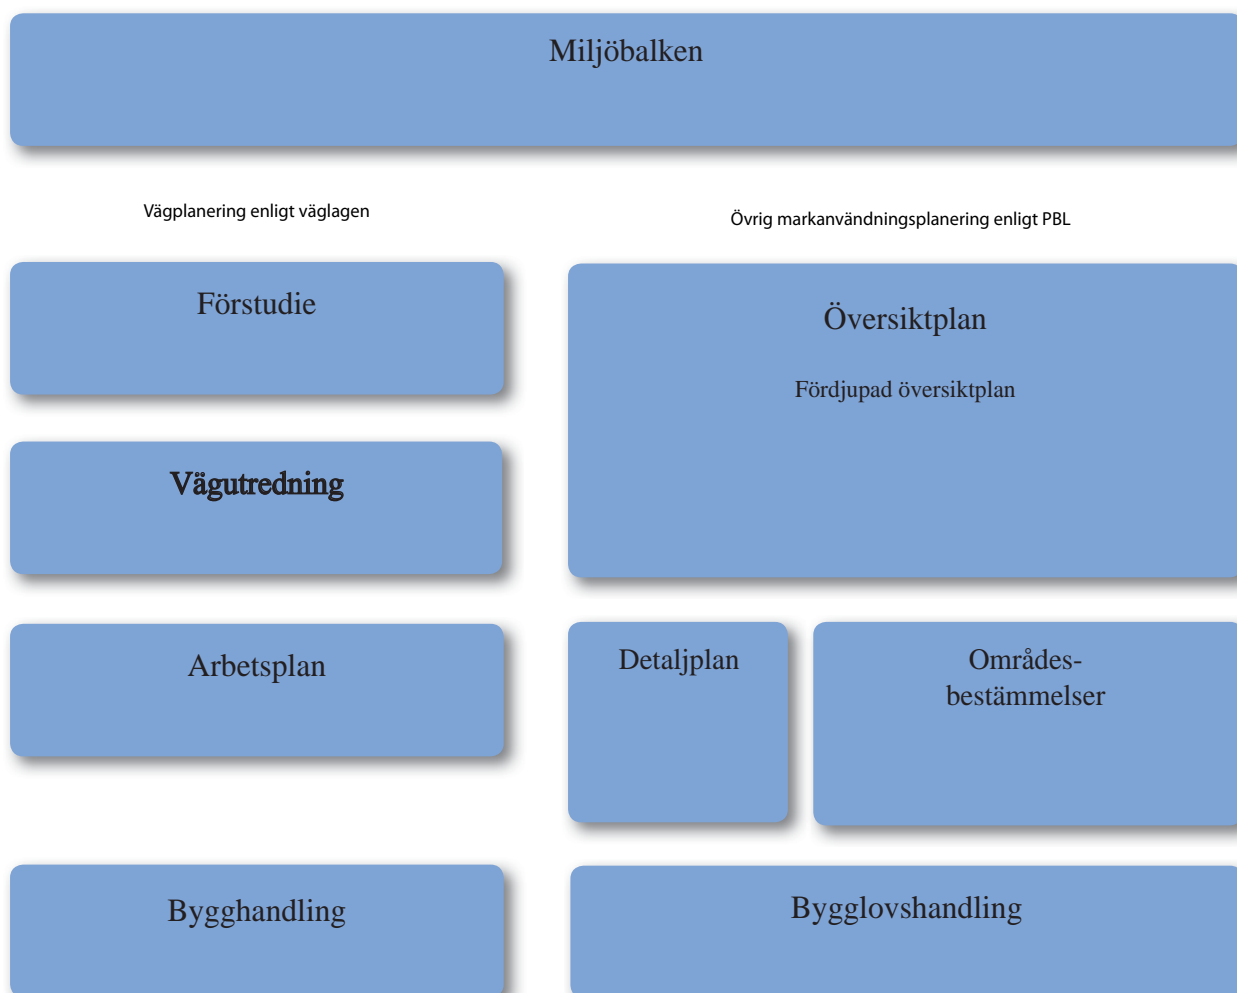 Miljöbalken
Vägplanering enligt väglagen
Övrig markanvändningsplanering enligt PBL
Förstudie
Vägutredning
Arbetsplan
Bygghandling
Översiktplan
Fördjupad översiktplan
Detaljplan
Områdes-
bestämmelser
Bygglovshandling